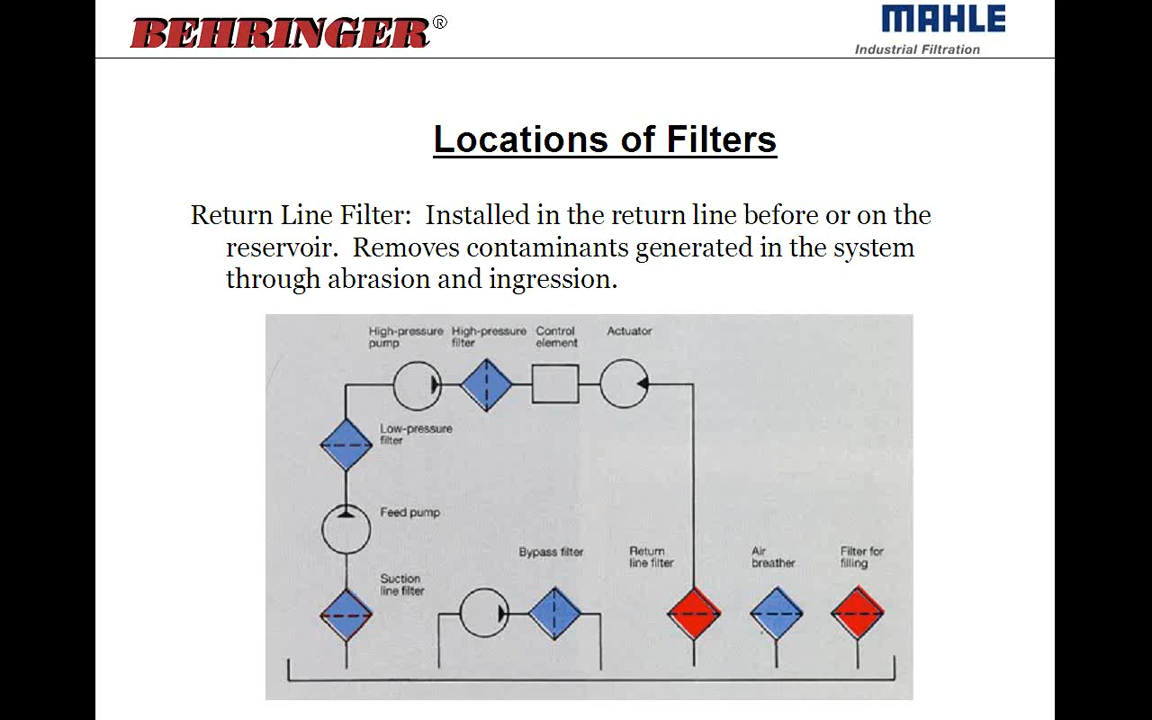 BEHRINGER®
MAHLE
Industrial Filtration
Locations of Filters
Return Line Filter: Installed in the return line before or on the
reservoir. Removes contaminants generated in the system
through abrasion and ingression.
High-pressure
pump
High-pressure
filter
Control
element
Actuator
Low-pressure
filter
Feed pump
Suction
line filter
Bypass filter
Return
line filter
Air
breather
Filter for
filling